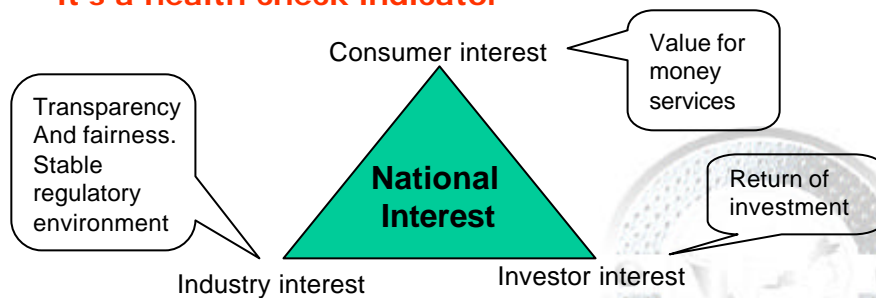 It's a health check indicator
Consumer interest
Value for
money
services
Transparency
And fairness.
Stable
regulatory
environment
National
Interest
Return of
investment
Industry interest
Investor interest